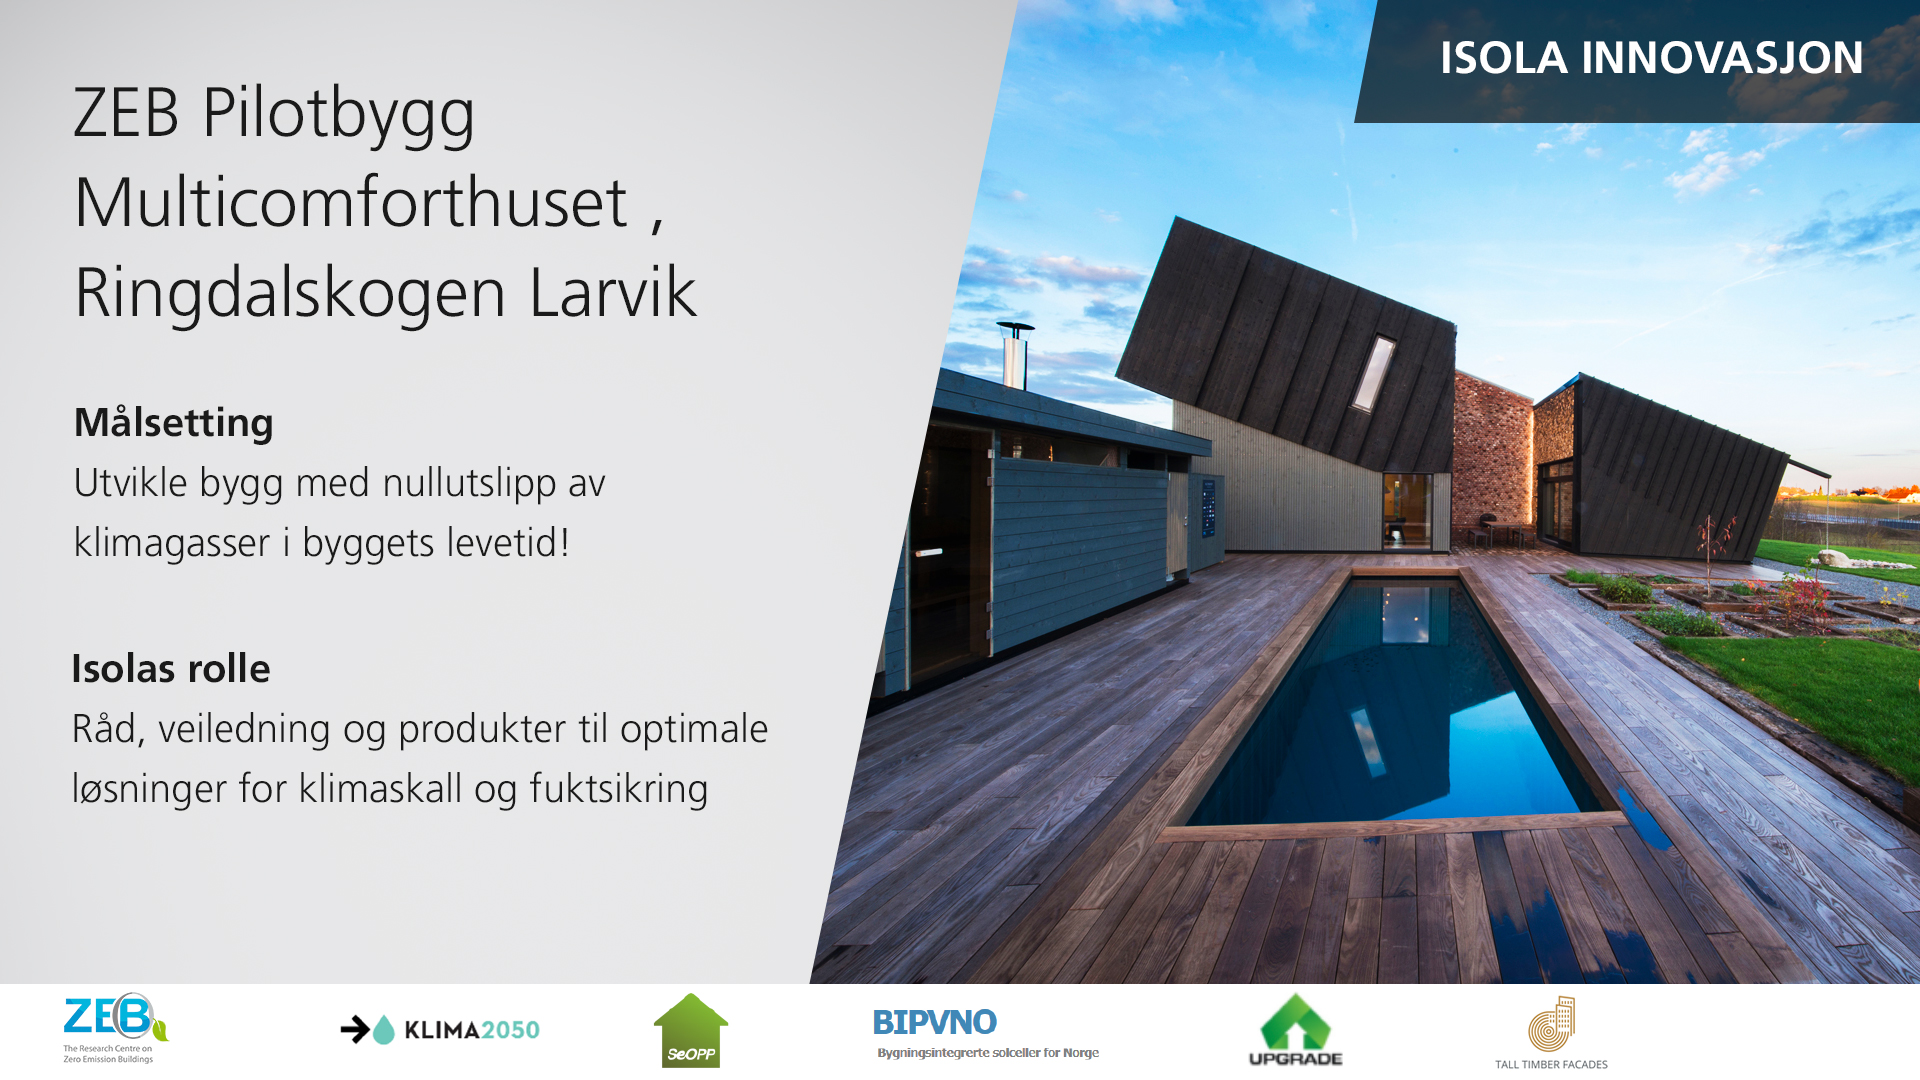 ISOLA INNOVASJON
ZEB Pilotbygg
Multicomforthuset ,
Ringdalskogen Larvik
Målsetting
Utvikle bygg med nullutslipp av
klimagasser i byggets levetid!
Isolas rolle
Råd, veiledning og produkter til optimale
løsninger for klimaskall og fuktsikring
ZEB
The Research Centre on
Zero Emission Buildings
KLIMA2050
SeOPP
BIPVNO
Bygningsintegrerte solceller for Norge
UPGRADE
TALL TIMBER FACADES